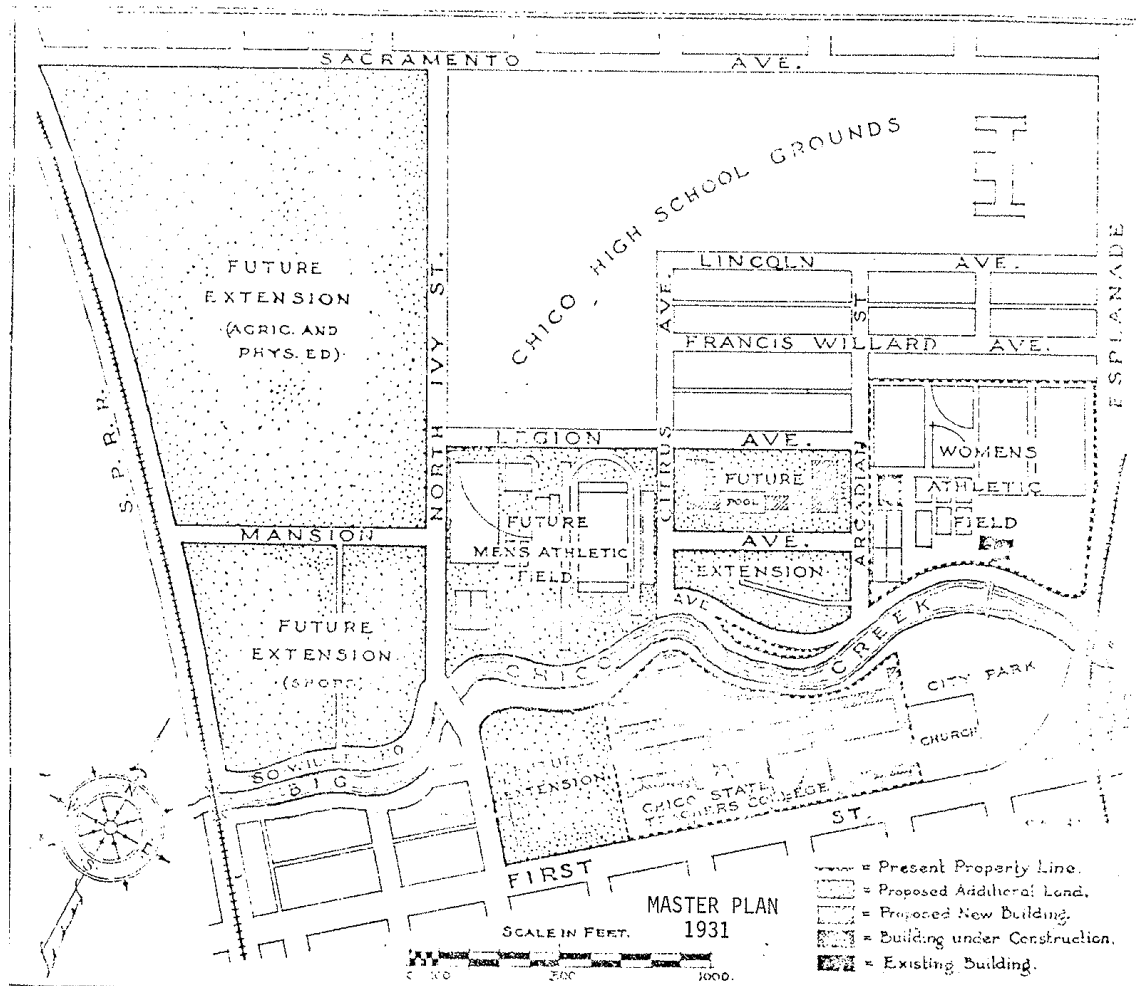 SACRAMENTO AVE.
CHICO HIGH SCHOOL GROUNDS
ESPLANADE
FUTURE
EXTENSION
(AGRIC. AND
PHYS. ED)
NORTH IVY ST.
S. P. R. R.
LINCOLN AVE.
CITRUS AVE.
ARCADIAN ST
FRANCIS WILLARD AVE.
LEGION AVE.
WOMENS
ATHLETIC
FIELD
FUTURE
POOL
FUTURE
MENS ATHLETIC
FIELD
MANSION AVE.
EXTENSION
AVE
FUTURE
EXTENSION
(SHOPS)
BIG CHICO CREEK
CITY PARK
CHURCH
EXTENSION
CHICO STATE
TEACHERS COLLEGE
FIRST ST.
N
S
E
MASTER PLAN
1931
SCALE IN FEET.
0 100 500 1000.
= Present Property Line.
= Proposed Additional Land.
= Proposed New Building.
= Building under Construction.
= Existing Building.